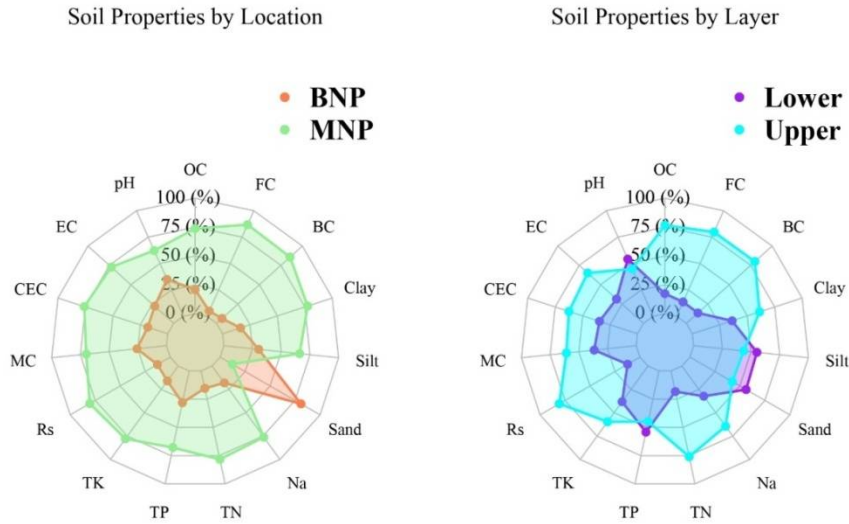 Soil Properties by Location
BNP
MNP
OC
FC
BC
Clay
Silt
Sand
Na
TN
TP
TK
Rs
MC
CEC
EC
pH
100 (%)
75 (%)
50 (%)
25 (%)
0 (%)
Soil Properties by Layer
Lower
Upper
OC
FC
BC
Clay
Silt
Sand
Na
TN
TP
TK
Rs
MC
CEC
EC
pH
100 (%)
75 (%)
50 (%)
25 (%)
0 (%)